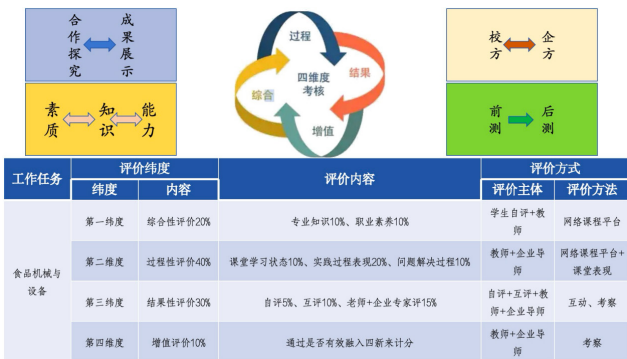 合作探究 成果展示
素质 知识 能力
过程
结果
四维度
考核
综合
增值
校方 企方
前测 后测
工作任务 评价纬度 评价内容 评价方式
纬度 内容 评价主体 评价方法
食品机械与
设备
第一纬度 综合性评价20% 专业知识10%、职业素养10% 学生自评+教
师 网络课程平台
第二维度 过程性评价40% 课堂学习状态10%、实践过程表现20%、问题解决过程10% 教师+企业导
师 网络课程平台+
课堂表现
第三纬度 结果性评价30% 自评5%、互评10%、老师+企业专家评15% 自评+互评+教
师+企业导师 互动、考察
第四维度 增值评价10% 通过是否有效融入四新来计分 教师+企业导
师 考察